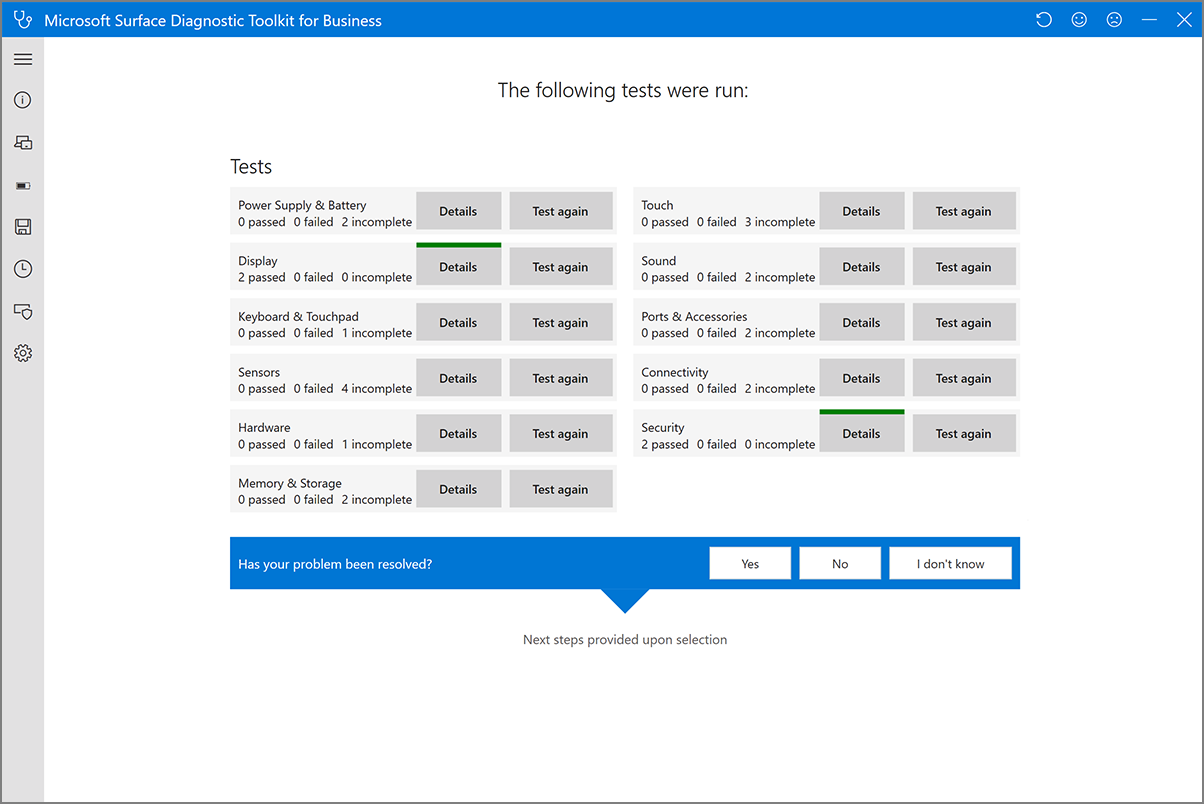 Microsoft Surface Diagnostic Toolkit for Business
The following tests were run:
Tests
Power Supply & Battery
0 passed 0 failed 2 incomplete
Details
Test again
Display
2 passed 0 failed 0 incomplete
Details
Test again
Keyboard & Touchpad
0 passed 0 failed 1 incomplete
Details
Test again
Sensors
0 passed 0 failed 4 incomplete
Details
Test again
Hardware
0 passed 0 failed 1 incomplete
Details
Test again
Memory & Storage
0 passed 0 failed 2 incomplete
Details
Test again
Touch
0 passed 0 failed 3 incomplete
Details
Test again
Sound
0 passed 0 failed 2 incomplete
Details
Test again
Ports & Accessories
0 passed 0 failed 2 incomplete
Details
Test again
Connectivity
0 passed 0 failed 2 incomplete
Details
Test again
Security
2 passed 0 failed 0 incomplete
Details
Test again
Has your problem been resolved?
Yes
No
I don't know
Next steps provided upon selection